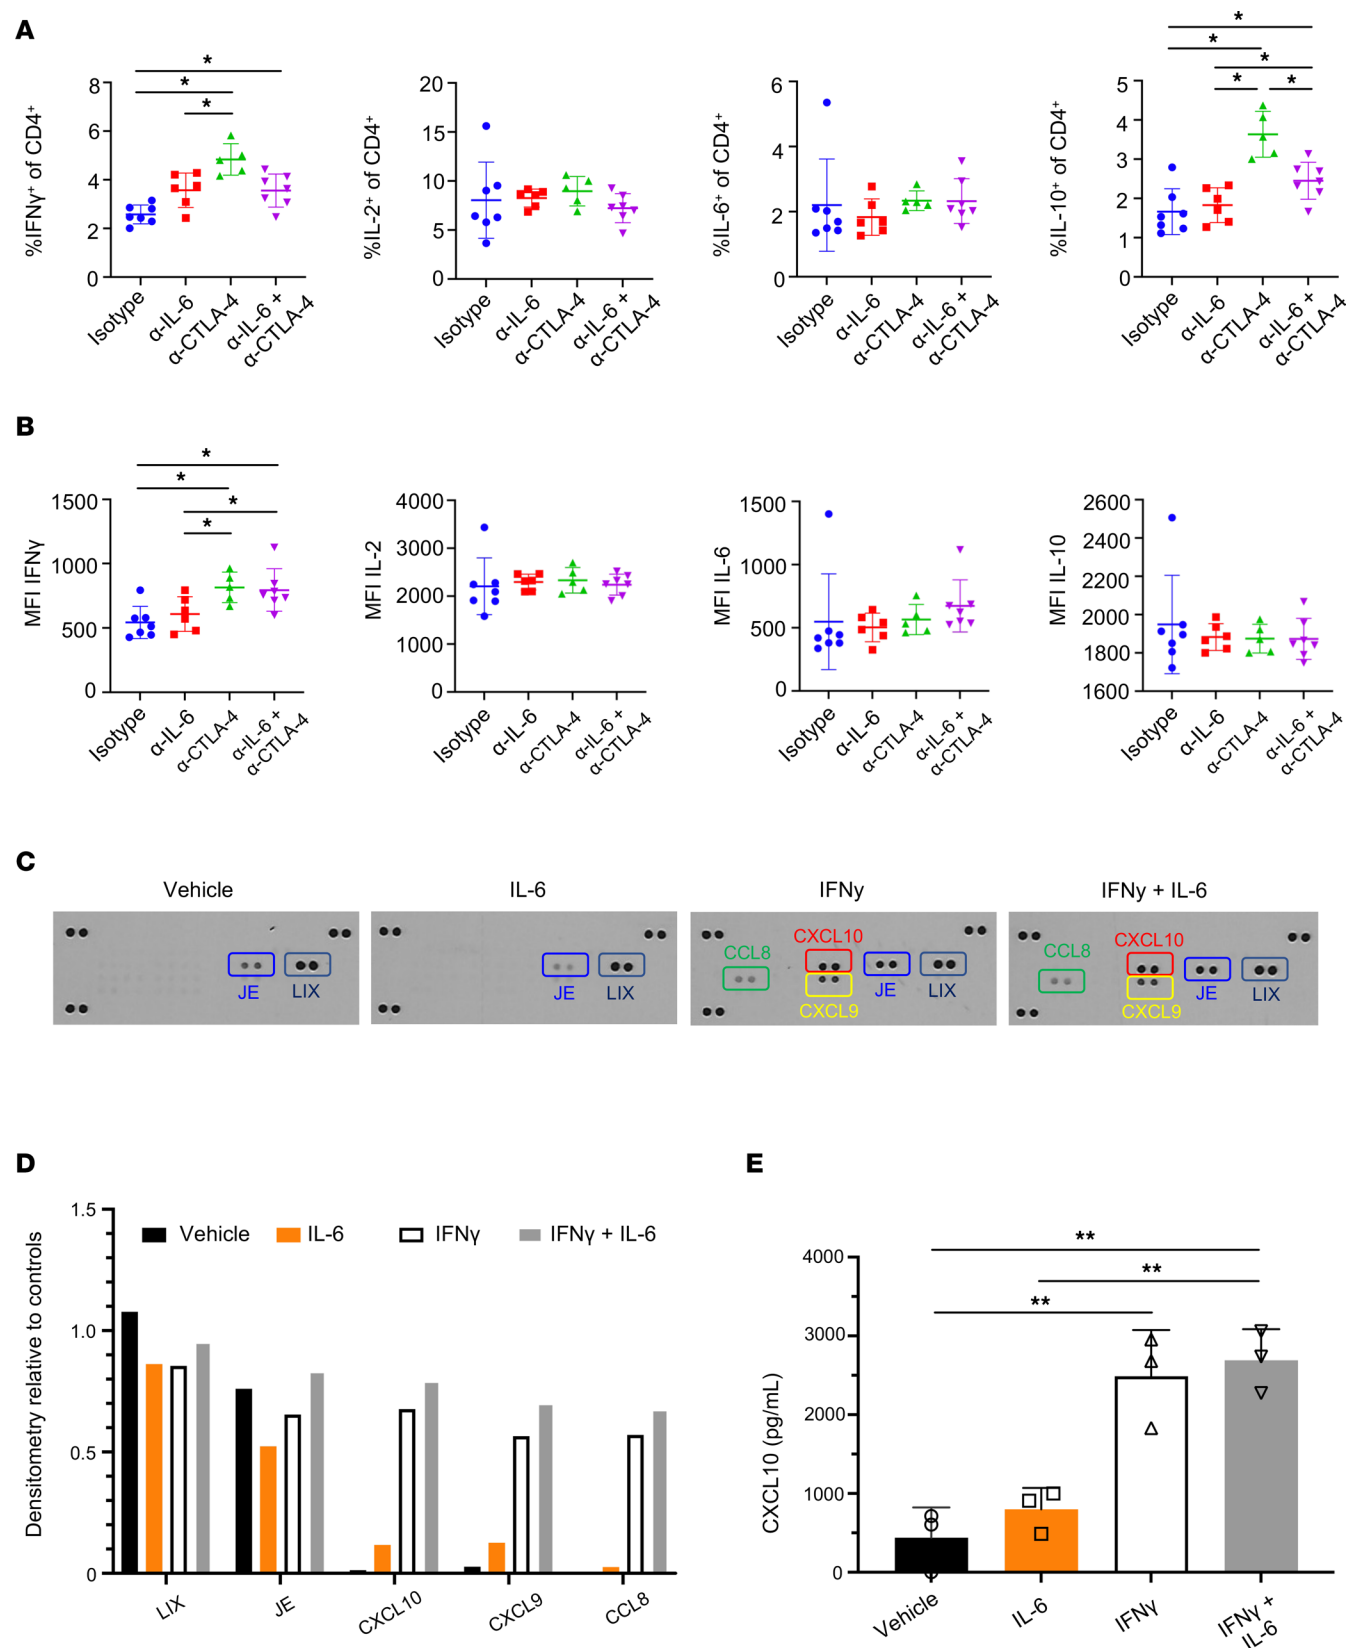 A
%IFNγ⁺ of CD4⁺
8
6
4
2
0
*
*
*
Isotype
α-IL-6
α-CTLA-4
α-IL-6 +
α-CTLA-4
%IL-2⁺ of CD4⁺
20
15
10
5
0
Isotype
α-IL-6
α-CTLA-4
α-IL-6 +
α-CTLA-4
%IL-6⁺ of CD4⁺
6
4
2
0
Isotype
α-IL-6
α-CTLA-4
α-IL-6 +
α-CTLA-4
%IL-10⁺ of CD4⁺
5
4
3
2
1
0
*
*
*
*
*
Isotype
α-IL-6
α-CTLA-4
α-IL-6 +
α-CTLA-4
B
MFI IFNγ
1500
1000
500
0
*
*
*
*
Isotype
α-IL-6
α-CTLA-4
α-IL-6 +
α-CTLA-4
MFI IL-2
4000
3000
2000
1000
0
Isotype
α-IL-6
α-CTLA-4
α-IL-6 +
α-CTLA-4
MFI IL-6
1500
1000
500
0
Isotype
α-IL-6
α-CTLA-4
α-IL-6 +
α-CTLA-4
MFI IL-10
2600
2400
2200
2000
1800
1600
Isotype
α-IL-6
α-CTLA-4
α-IL-6 +
α-CTLA-4
C
Vehicle
JE
LIX
IL-6
JE
LIX
IFNy
CCL8
CXCL10
CXCL9
JE
LIX
IFNy + IL-6
CCL8
CXCL10
CXCL9
JE
LIX
D
Densitometry relative to controls
1.5
1.0
0.5
0
Vehicle
IL-6
IFNγ
IFNγ + IL-6
LIX
JE
CXCL10
CXCL9
CCL8
E
CXCL10 (pg/mL)
4000
3000
2000
1000
0
**
**
**
Vehicle
IL-6
IFNγ
IFNγ +
IL-6